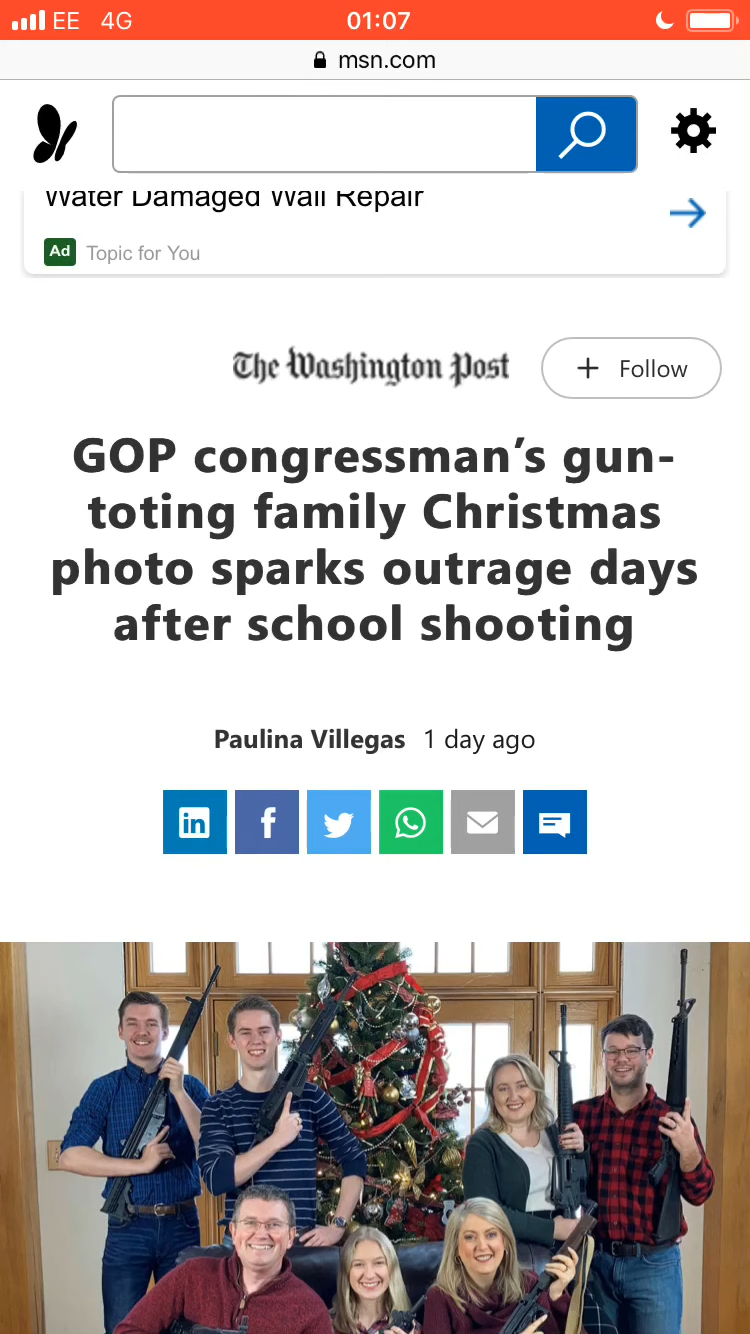 EE 4G 01:07
msn.com
Water Damaged Wall Repair
Ad Topic for You
The Washington Post + Follow
GOP congressman’s gun-
toting family Christmas
photo sparks outrage days
after school shooting
Paulina Villegas 1 day ago
in f